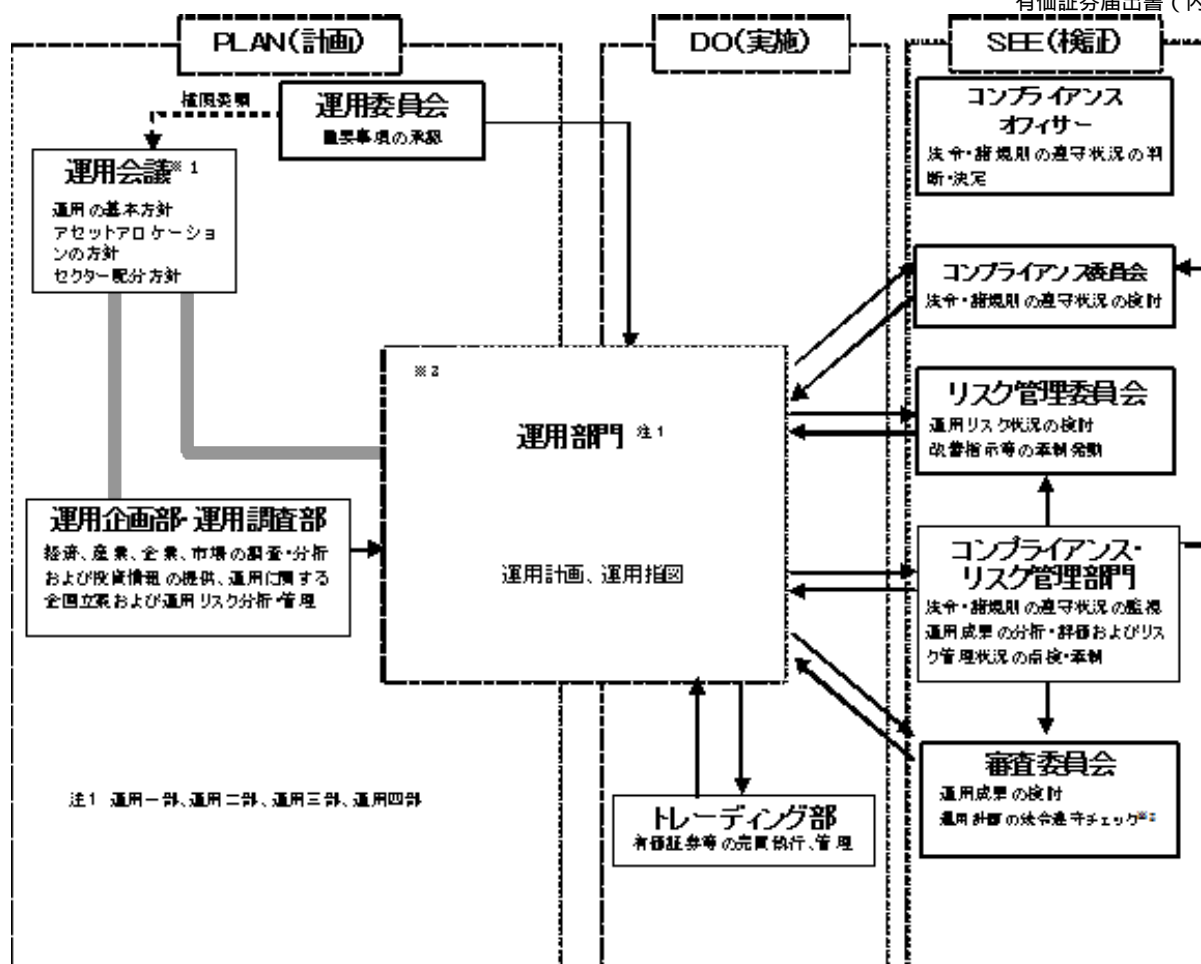 有価証券届出書(内
PLAN(計画)
DO(実施)
SEE(検証)
権限委譲
運用委員会
重要事項の承認
運用会議※1
運用の基本方針
アセットアロケーショ
ンの方針
セクター配分方針
コンプライアンス
オフィサー
法令・諸規則の遵守状況の判
断・決定
コンプライアンス委員会
法令・諸規則の遵守状況の検討
※2
運用部門 注1
運用計画、運用指図
リスク管理委員会
運用リスク状況の検討
改善指示等の牽制発動
運用企画部・運用調査部
経済、産業、企業、市場の調査・分析
および投資情報の提供、運用に関する
企画立案および運用リスク分析・管理
コンプライアンス・
リスク管理部門
法令・諸規則の遵守状況の監視
運用成果の分析・評価およびリス
ク管理状況の点検・牽制
注1 運用一部、運用二部、運用三部、運用四部
トレーディング部
有価証券等の売買執行、管理
審査委員会
運用成果の検討
運用計画の法令遵守チェック